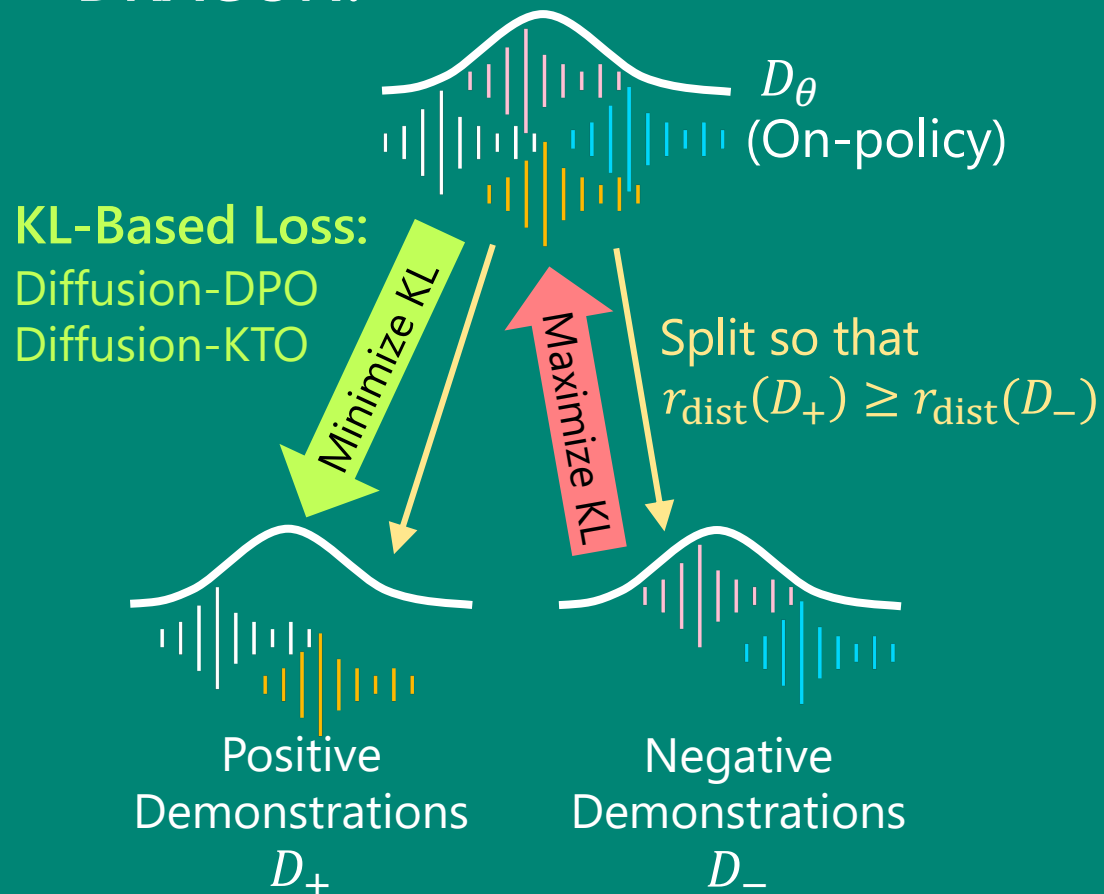 D_θ
(On-policy)
KL-Based Loss:
Diffusion-DPO
Diffusion-KTO
Minimize KL
Maximize KL
Split so that
r_dist(D_+) ≥ r_dist(D_−)
Positive
Demonstrations
D_+
Negative
Demonstrations
D_−